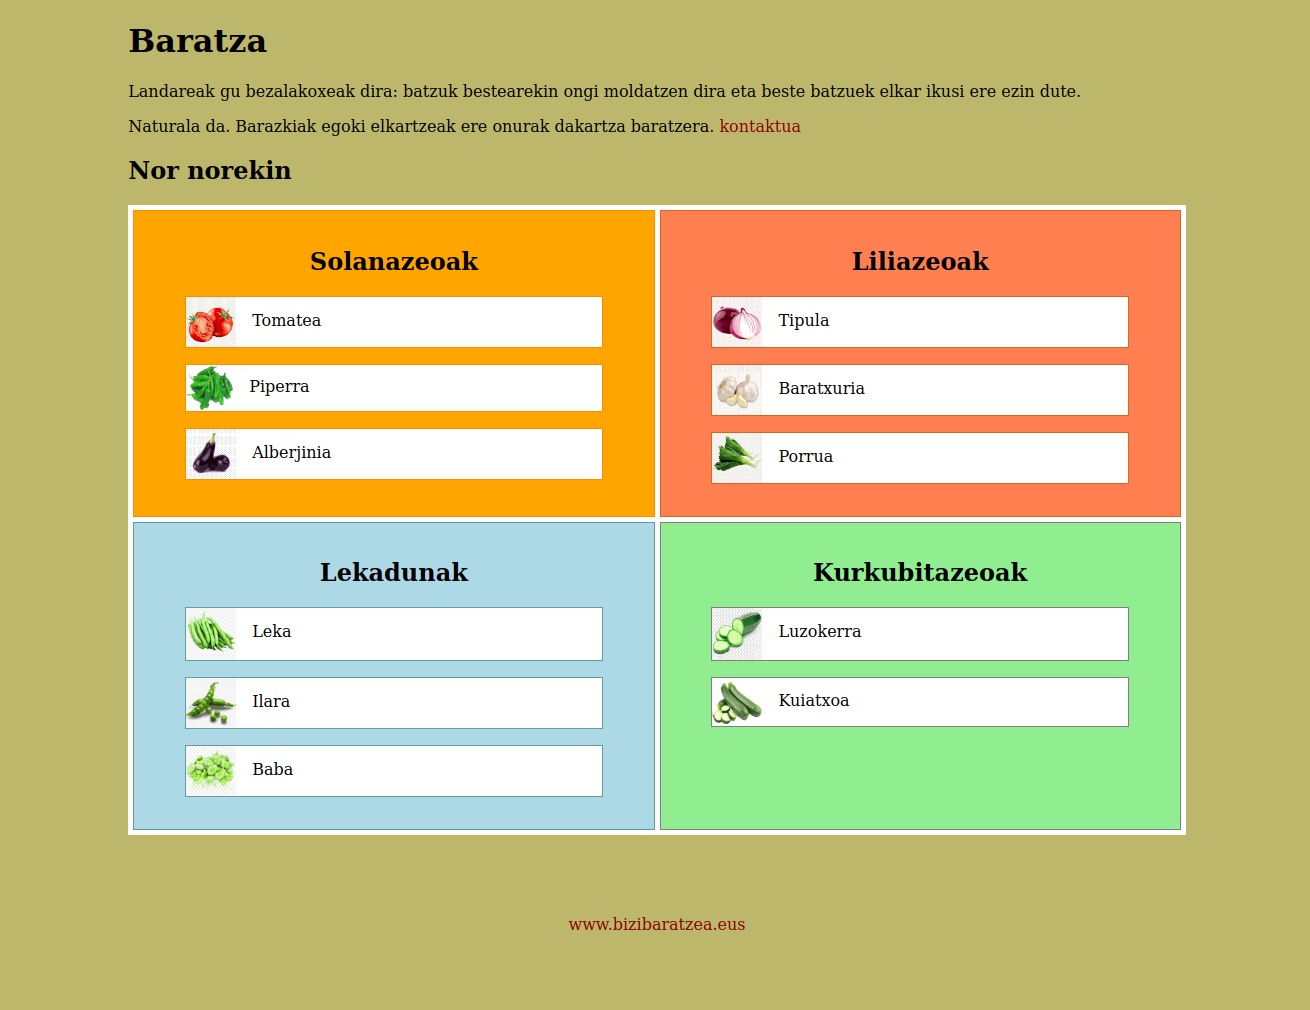 Baratza
Landareak gu bezalakoxeak dira: batzuk bestearekin ongi moldatzen dira eta beste batzuek elkar ikusi ere ezin dute.
Naturala da. Barazkiak egoki elkartzeak ere onurak dakartza baratzera. kontaktua
Nor norekin
Solanazeoak
Tomatea
Piperra
Alberjinia
Liliazeoak
Tipula
Baratxuria
Porrua
Lekadunak
Leka
Ilara
Baba
Kurkubitazeoak
Luzokerra
Kuiatxoa
www.bizibaratzea.eus